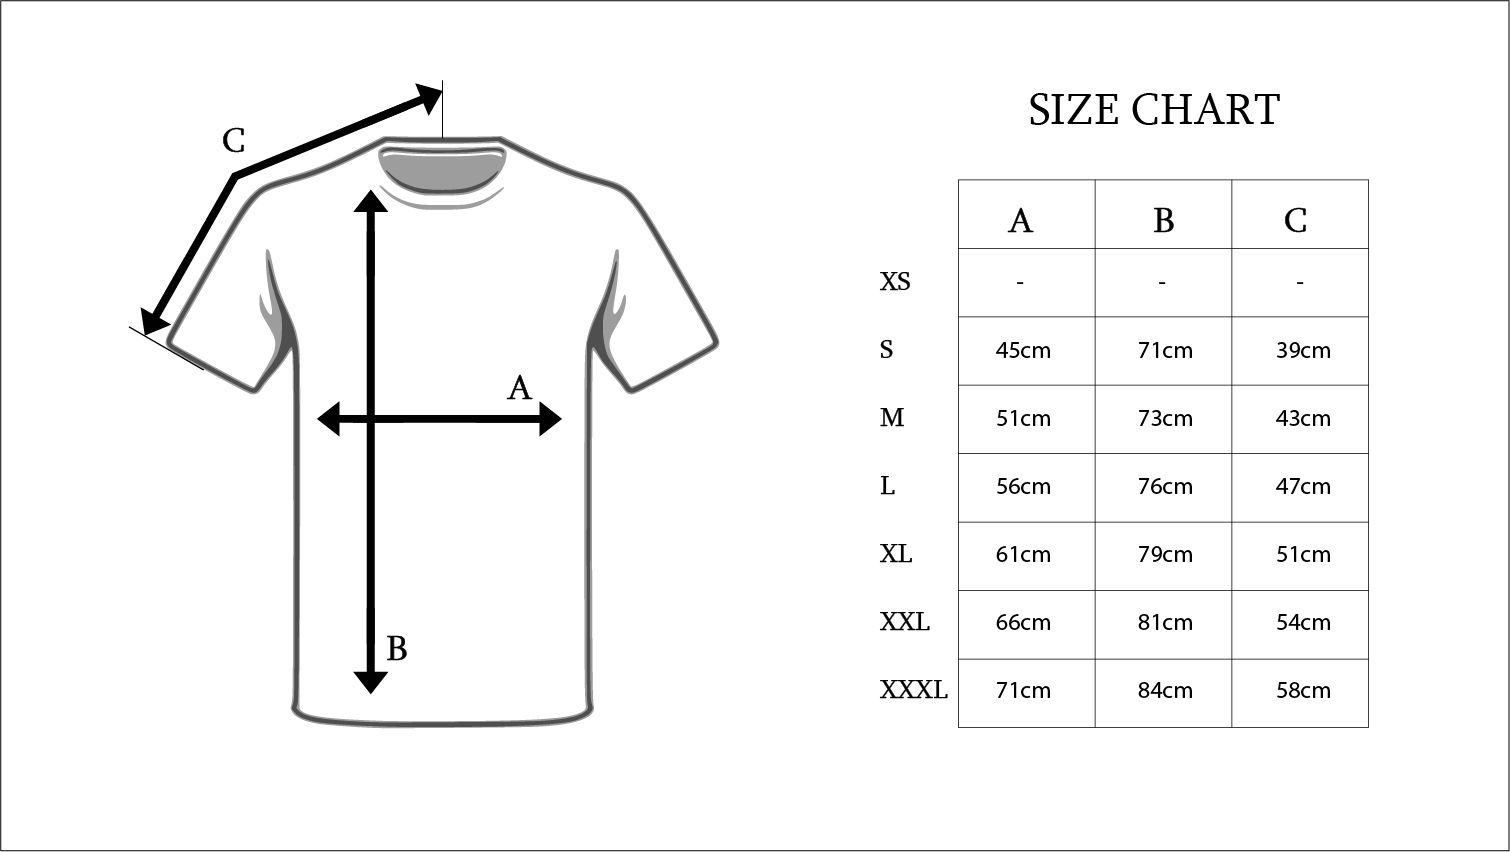 C
A
B
SIZE CHART
A B C
XS - - -
S 45cm 71cm 39cm
M 51cm 73cm 43cm
L 56cm 76cm 47cm
XL 61cm 79cm 51cm
XXL 66cm 81cm 54cm
XXXL 71cm 84cm 58cm